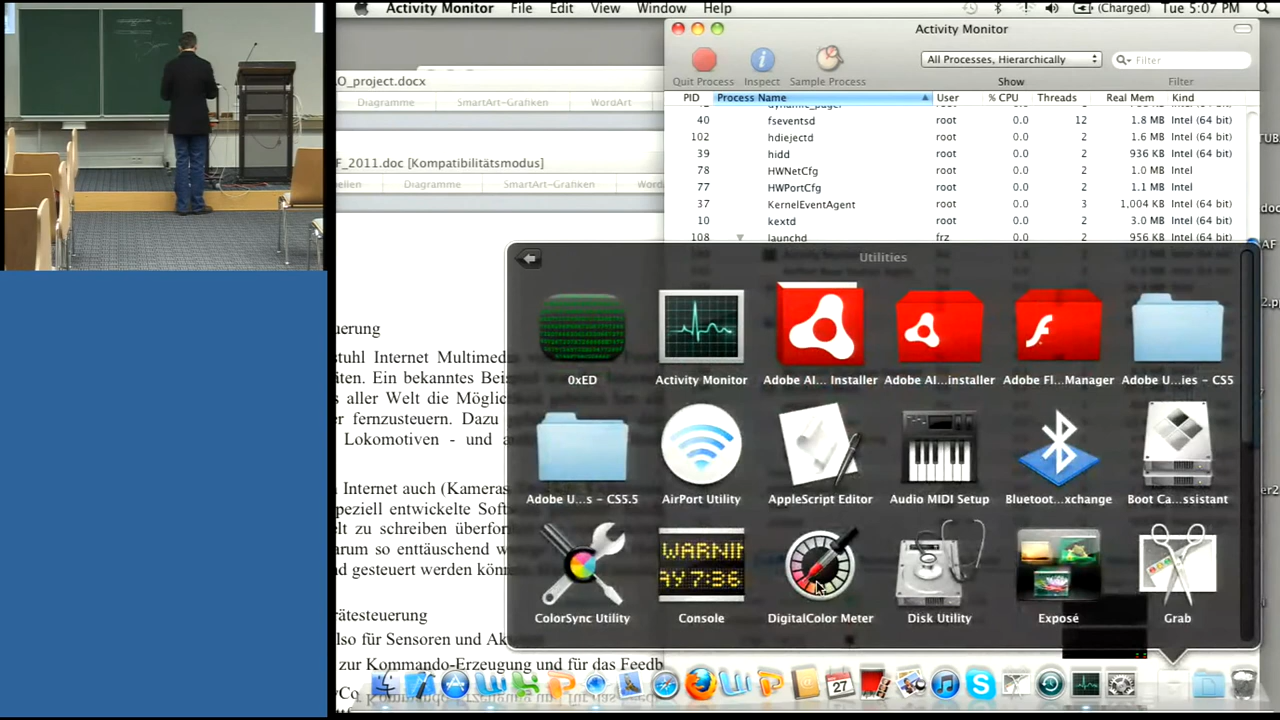 Activity Monitor File Edit View Window Help (Charged) Tue 5:07 PM
Activity Monitor
O_project.docx
Diagramme SmartArt-Grafiken WordArt
F_2011.doc [Kompatibilitätsmodus]
Diagramme SmartArt-Grafiken
Quit Process Inspect Sample Process
All Processes, Hierarchically
Show
Filter
Filter
PID Process Name User % CPU Threads Real Mem Kind
40 fseventsd root 0.0 12 1.8 MB Intel (64 bit)
102 hdiejectd root 0.0 2 1.6 MB Intel (64 bit)
39 hidd root 0.0 2 936 KB Intel (64 bit)
78 HWNetCfg root 0.0 2 1.0 MB Intel
77 HWPortCfg root 0.0 2 1.1 MB Intel
37 KernelEventAgent root 0.0 3 1,004 KB Intel (64 bit)
10 kextd root 0.0 2 3.0 MB Intel (64 bit)
108 launchd frz 0.0 2 956 KB Intel (64 bit)
Utilities
0xED Activity Monitor Adobe AI... Installer Adobe AI...installer Adobe Fl...Manager Adobe U...ies - CS5
Adobe U...s - CS5.5 AirPort Utility AppleScript Editor Audio MIDI Setup Bluetoot...xchange Boot Ca...ssistant
WARNIN
AY 7:36
ColorSync Utility Console DigitalColor Meter Disk Utility Exposé Grab
uerung
stuhl Internet Multimed
äten. Ein bekanntes Bei
s aller Welt die Möglic
r fernzusteuern. Dazu
Lokomotiven - und a
n Internet auch (Kameras
speziell entwickelte Soft
elt zu schreiben überfor
arum so enttäuschend w
nd gesteuert werden könn
rätesteuerung
lso für Sensoren und Ak
zur Kommando-Erzeugung und für das Feedb
27